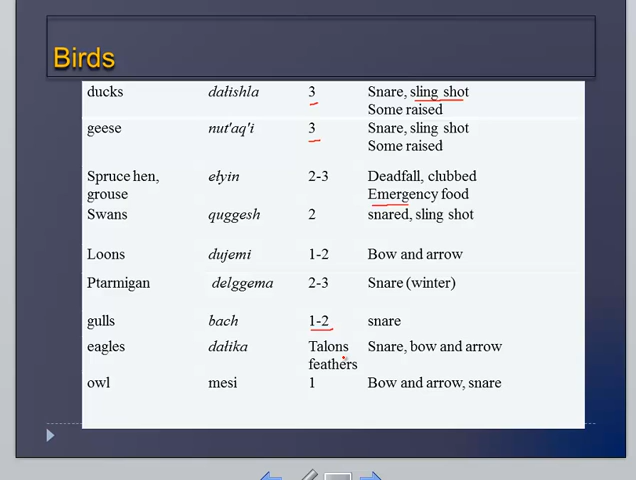 Birds
ducks dałishla 3 Snare, sling shot
Some raised
geese nut'aq'i 3 Snare, sling shot
Some raised
Spruce hen, ełyin 2-3 Deadfall, clubbed
grouse Emergency food
Swans quggesh 2 snared, sling shot
Loons dujemi 1-2 Bow and arrow
Ptarmigan delggema 2-3 Snare (winter)
gulls bach 1-2 snare
eagles dałika Talons Snare, bow and arrow
feathers
owl mesi 1 Bow and arrow, snare